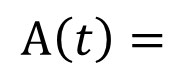 A(t) =